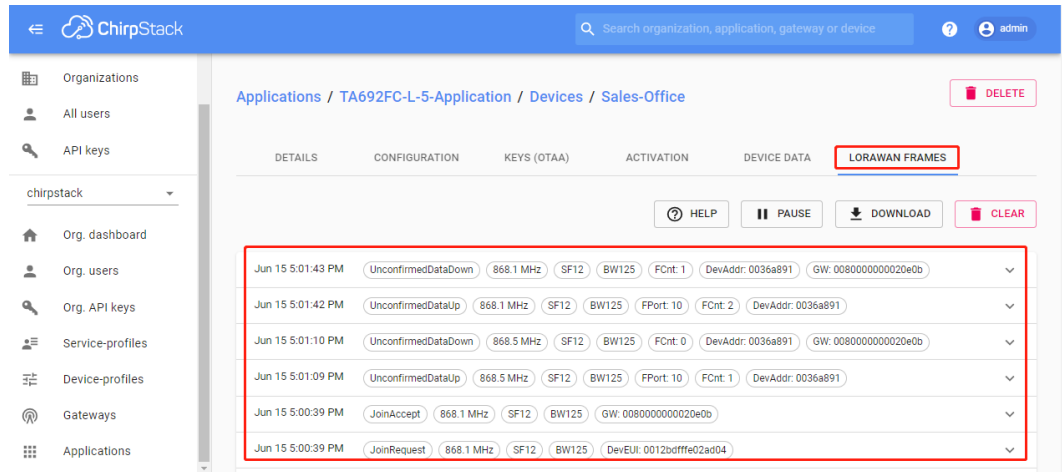 ChirpStack
Search organization, application, gateway or device
? admin
Organizations
All users
API keys
chirpstack
Org. dashboard
Org. users
Org. API keys
Service-profiles
Device-profiles
Gateways
Applications
Applications / TA692FC-L-5-Application / Devices / Sales-Office
DELETE
DETAILS CONFIGURATION KEYS (OTAA) ACTIVATION DEVICE DATA LORAWAN FRAMES
? HELP PAUSE DOWNLOAD CLEAR
Jun 15 5:01:43 PM UnconfirmedDataDown 868.1 MHz SF12 BW125 FCnt: 1 DevAddr: 0036a891 GW: 0080000000020e0b
Jun 15 5:01:42 PM UnconfirmedDataUp 868.1 MHz SF12 BW125 FPort: 10 FCnt: 2 DevAddr: 0036a891
Jun 15 5:01:10 PM UnconfirmedDataDown 868.5 MHz SF12 BW125 FCnt: 0 DevAddr: 0036a891 GW: 0080000000020e0b
Jun 15 5:01:09 PM UnconfirmedDataUp 868.5 MHz SF12 BW125 FPort: 10 FCnt: 1 DevAddr: 0036a891
Jun 15 5:00:39 PM JoinAccept 868.1 MHz SF12 BW125 GW: 0080000000020e0b
Jun 15 5:00:39 PM JoinRequest 868.1 MHz SF12 BW125 DevEUI: 0012bdfffe02ad04